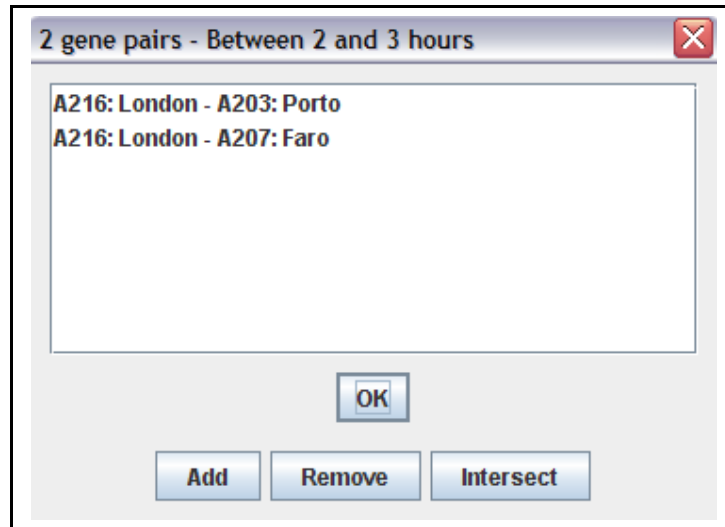 2 gene pairs - Between 2 and 3 hours
A216: London - A203: Porto
A216: London - A207: Faro
OK
Add Remove Intersect